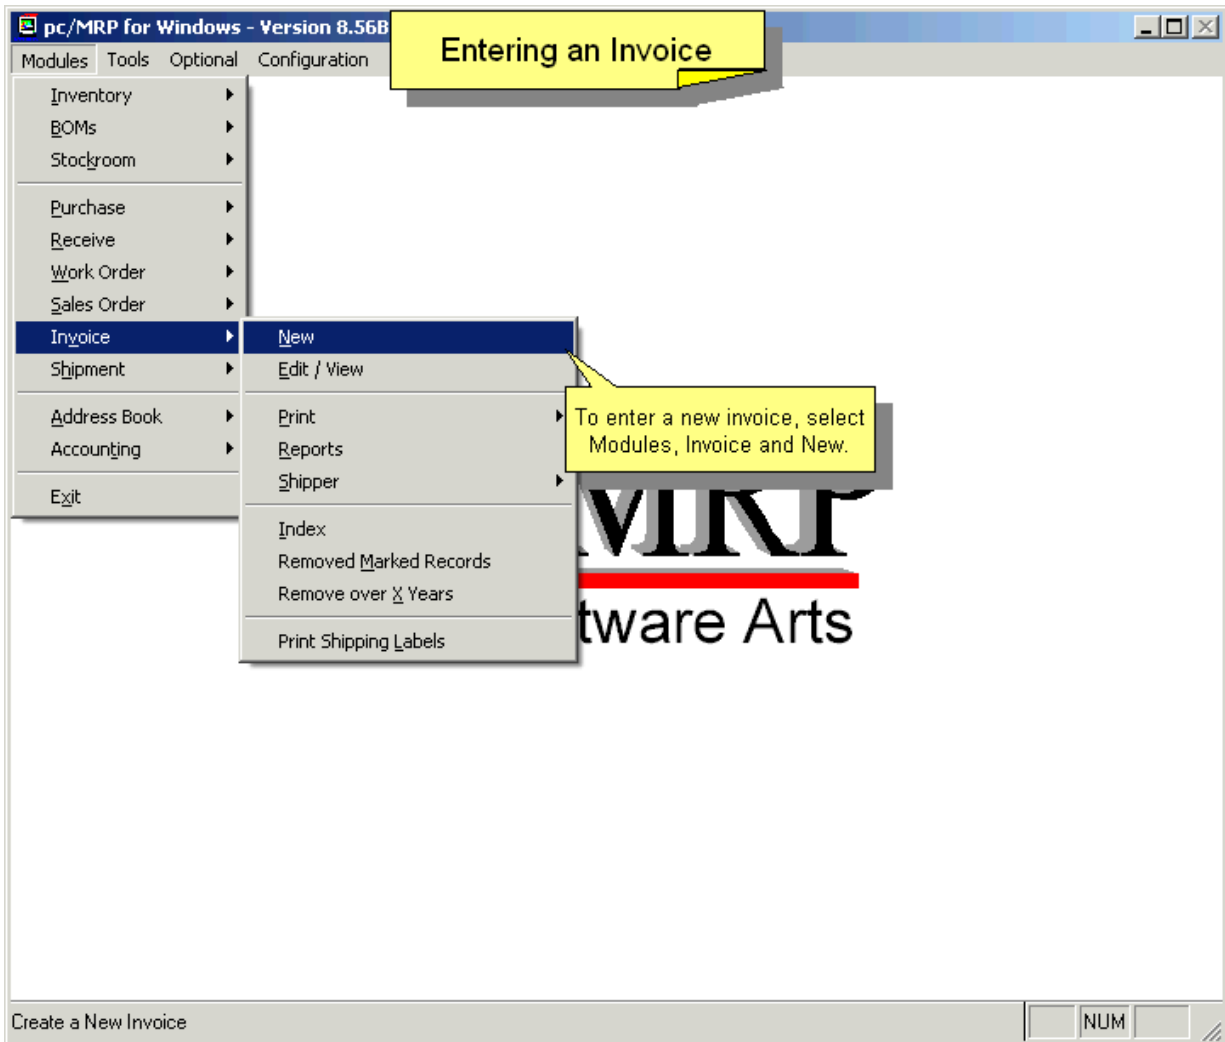 pc/MRP for Windows - Version 8.56B
Entering an Invoice
Modules Tools Optional Configuration
Inventory
BOMs
Stockroom
Purchase
Receive
Work Order
Sales Order
Invoice
Shipment
Address Book
Accounting
Exit
New
Edit / View
Print
Reports
Shipper
Index
Removed Marked Records
Remove over X Years
Print Shipping Labels
To enter a new invoice, select
Modules, Invoice and New.
MRP
tware Arts
Create a New Invoice
NUM